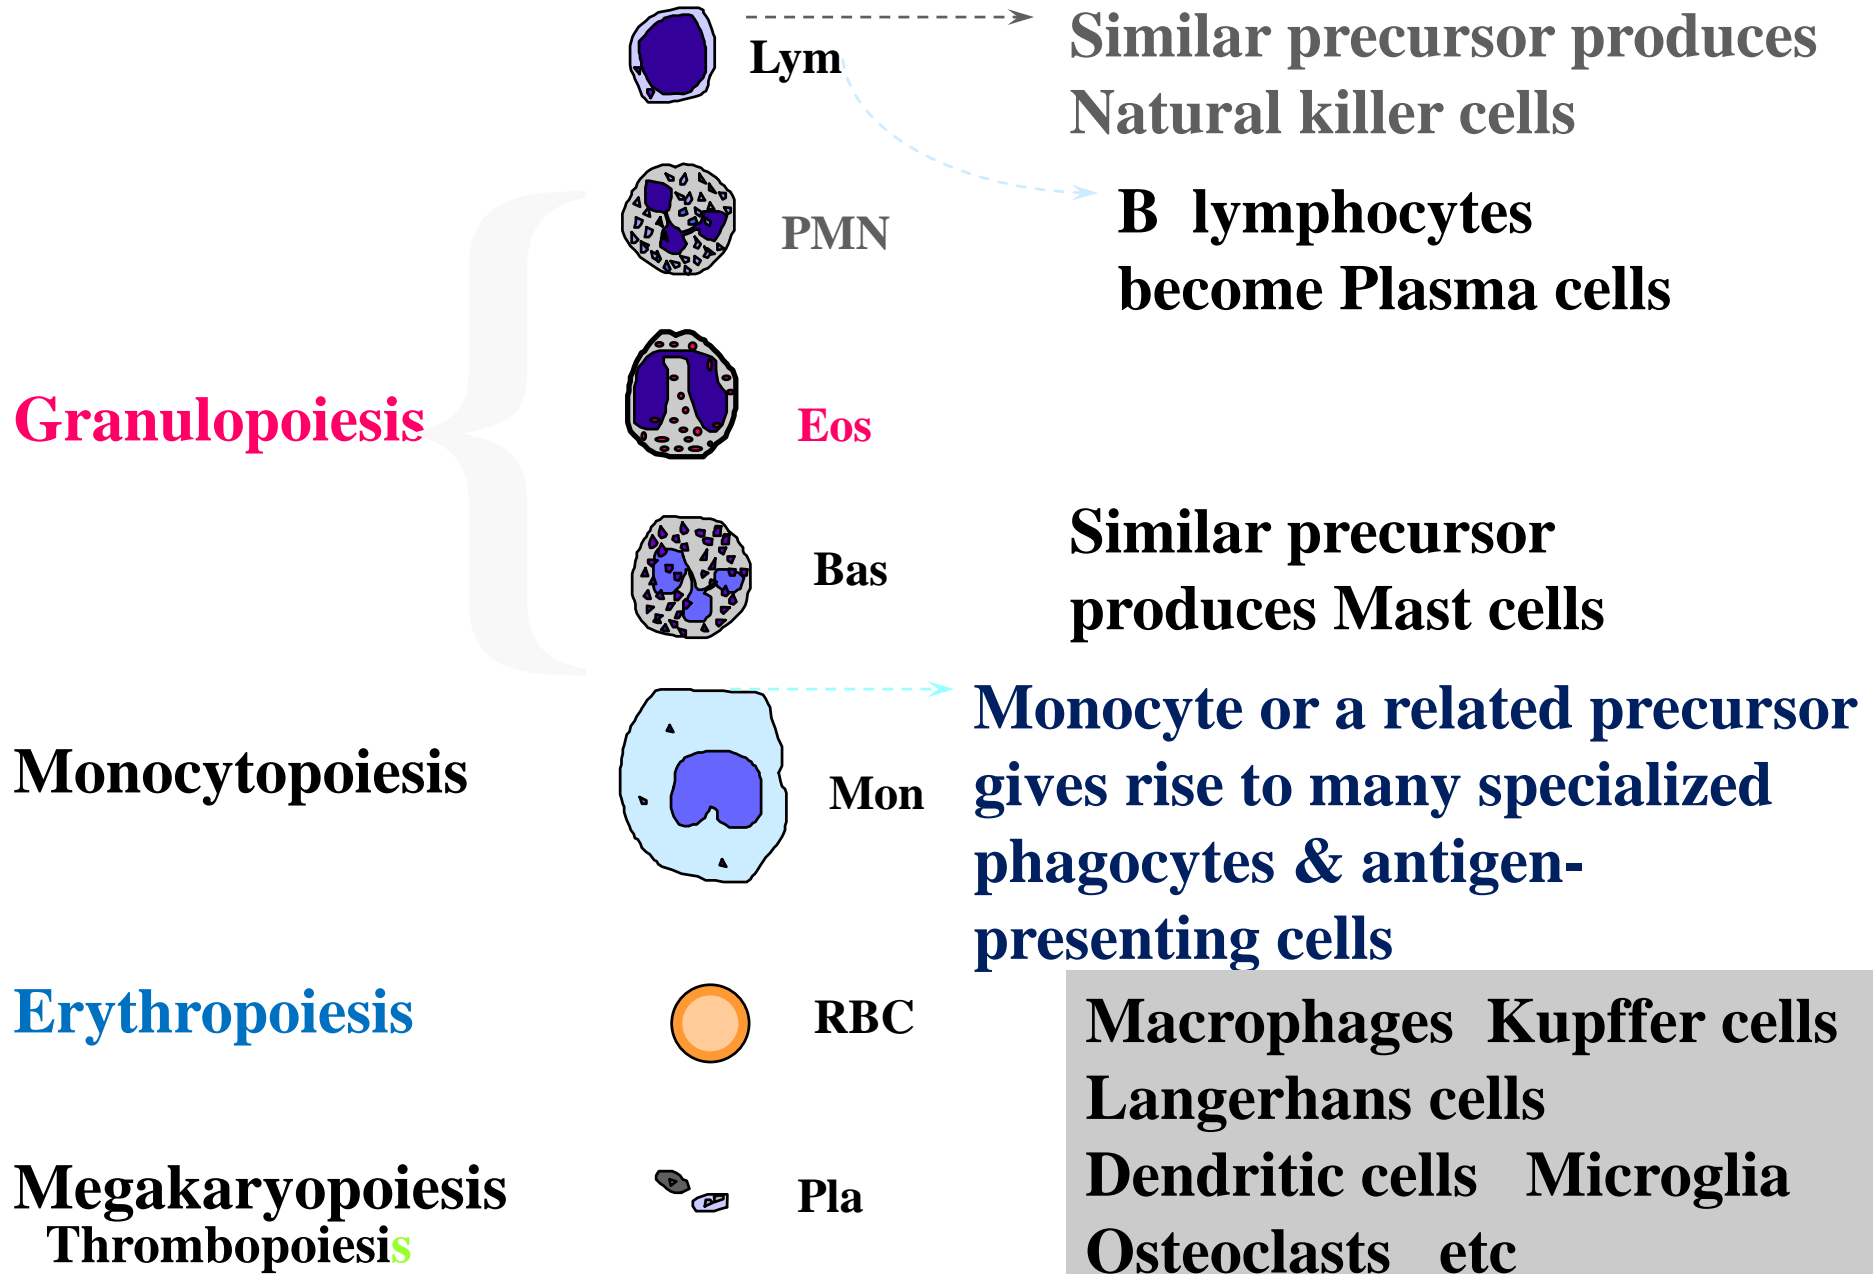 Lym
Similar precursor produces
Natural killer cells
PMN
B lymphocytes
become Plasma cells
Granulopoiesis
Eos
Bas
Similar precursor
produces Mast cells
Monocytopoiesis
Mon
Monocyte or a related precursor
gives rise to many specialized
phagocytes & antigen-
presenting cells
Erythropoiesis
RBC
Macrophages Kupffer cells
Langerhans cells
Dendritic cells Microglia
Osteoclasts etc
Megakaryopoiesis
Thrombopoiesis
Pla